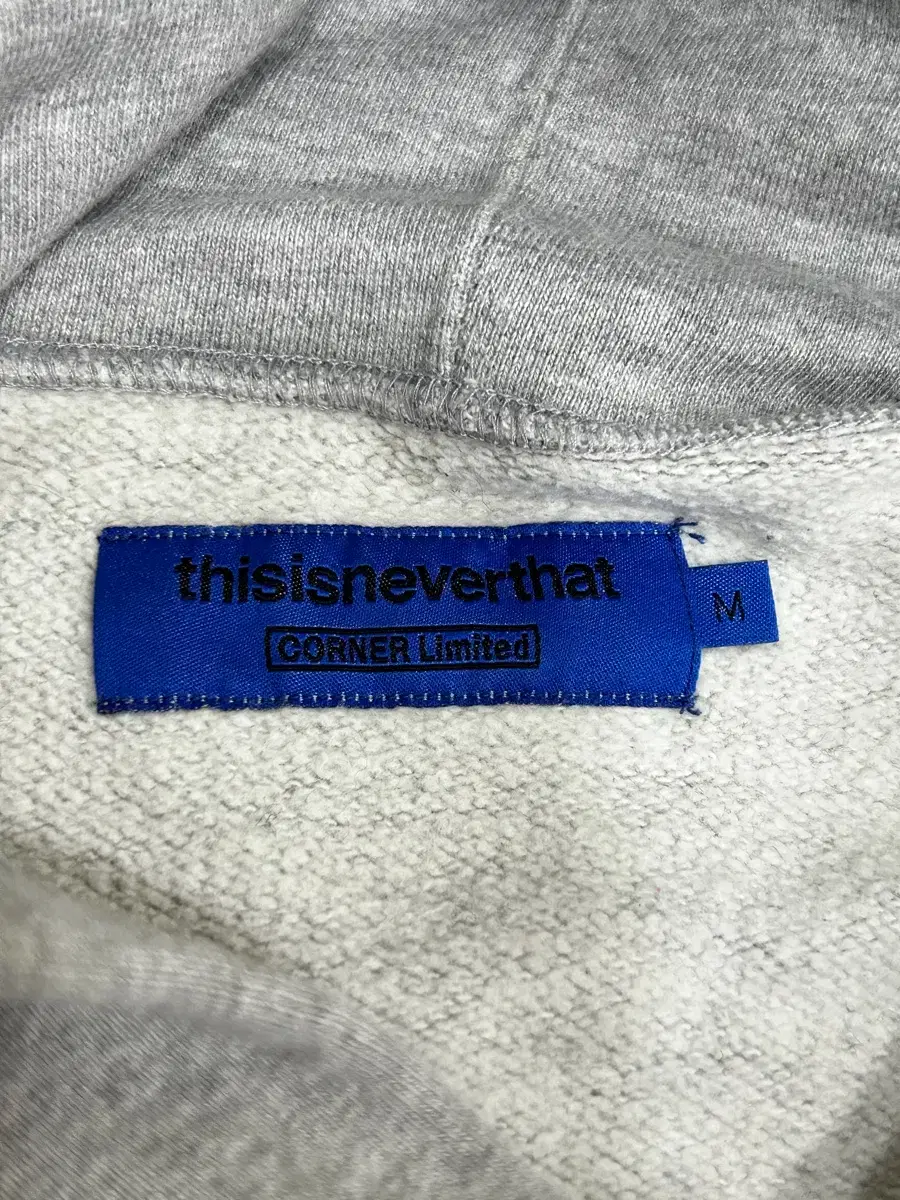 thisisneverthat
CORNER Limited
M